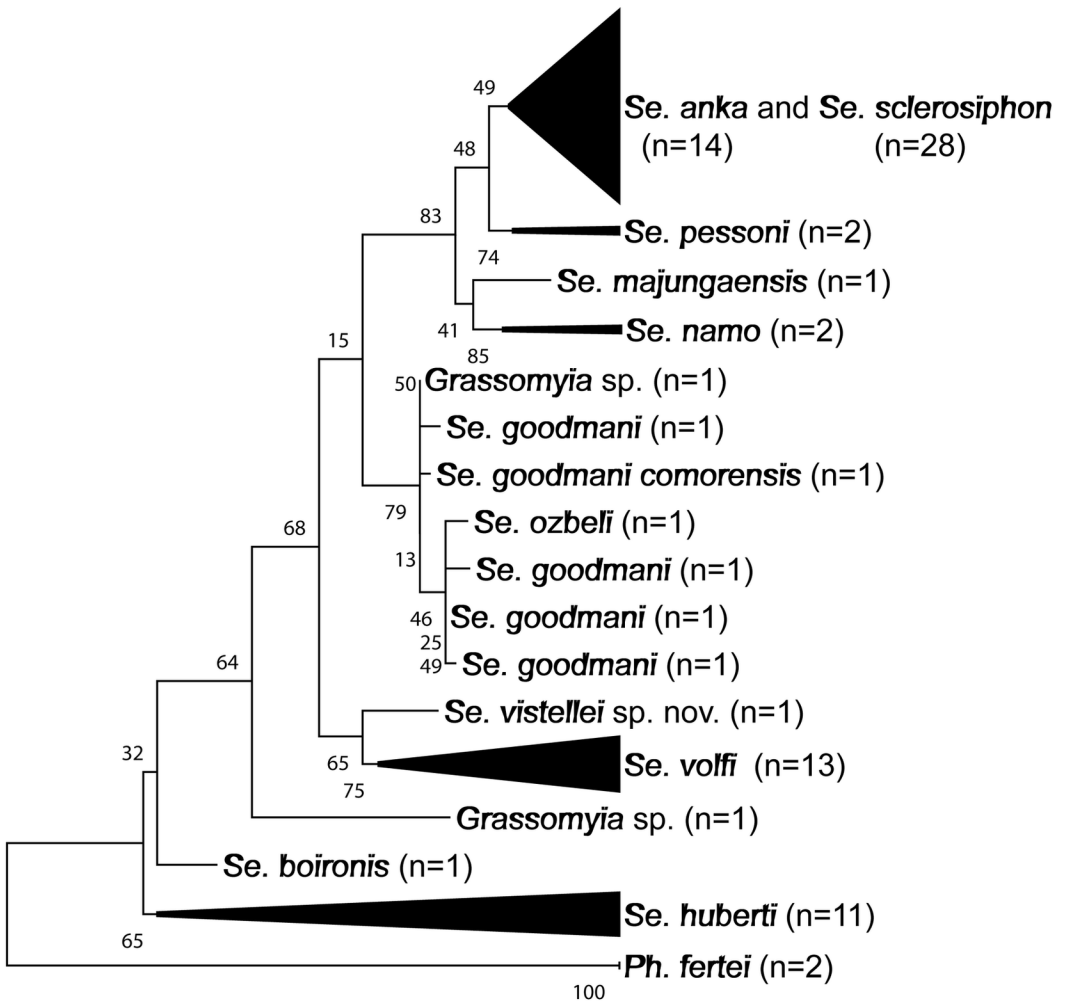 49
Se. anka and Se. sclerosiphon
(n=14) (n=28)
48
83
Se. pessoni (n=2)
74
Se. majungaensis (n=1)
41
Se. namo (n=2)
15
85
50 Grassomyia sp. (n=1)
Se. goodmani (n=1)
Se. goodmani comorensis (n=1)
79
Se. ozbeli (n=1)
68
13
Se. goodmani (n=1)
46 Se. goodmani (n=1)
25
49 Se. goodmani (n=1)
64
Se. vistellei sp. nov. (n=1)
32
65
Se. volfi (n=13)
75
Grassomyia sp. (n=1)
Se. boironis (n=1)
Se. huberti (n=11)
65
Ph. fertei (n=2)
100